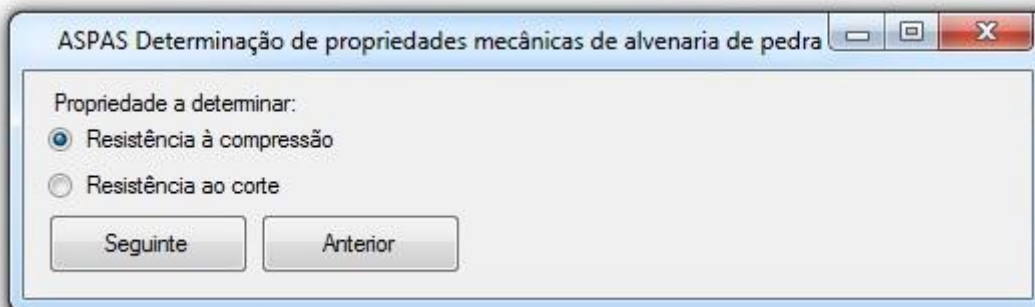 ASPAS Determinação de propriedades mecânicas de alvenaria de pedra
Propriedade a determinar:
Resistência à compressão
Resistência ao corte
Seguinte Anterior